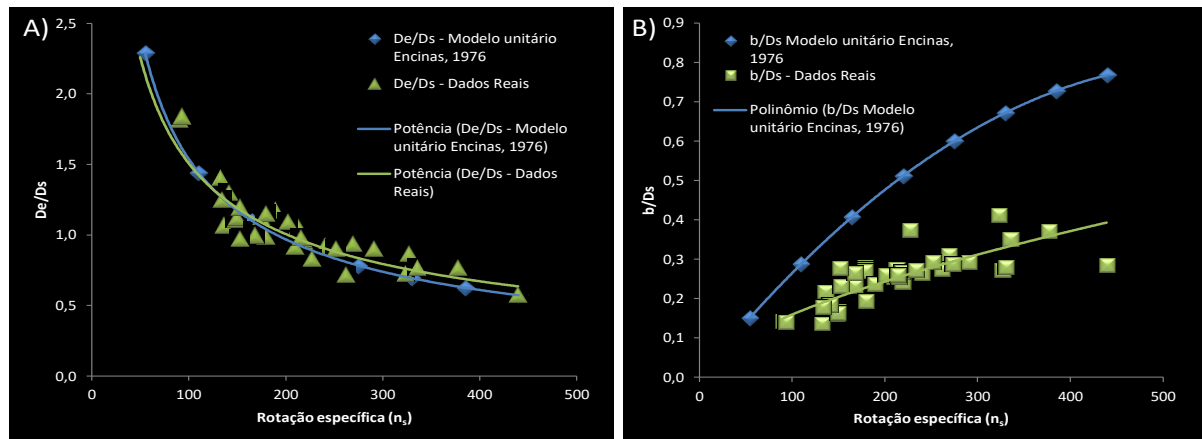 A)
2,5
2,0
1,5
1,0
0,5
0,0
De/Ds
0
100
200
300
400
500
Rotação específica (ns)
De/Ds - Modelo unitário
Encinas, 1976
De/Ds - Dados Reais
Potência (De/Ds - Modelo
unitário Encinas, 1976)
Potência (De/Ds - Dados
Reais)
B)
0,9
0,8
0,7
0,6
0,5
0,4
0,3
0,2
0,1
0,0
b/Ds
0
100
200
300
400
500
Rotação específica (ns)
b/Ds Modelo unitário Encinas,
1976
b/Ds - Dados Reais
Polinômio (b/Ds Modelo
unitário Encinas, 1976)